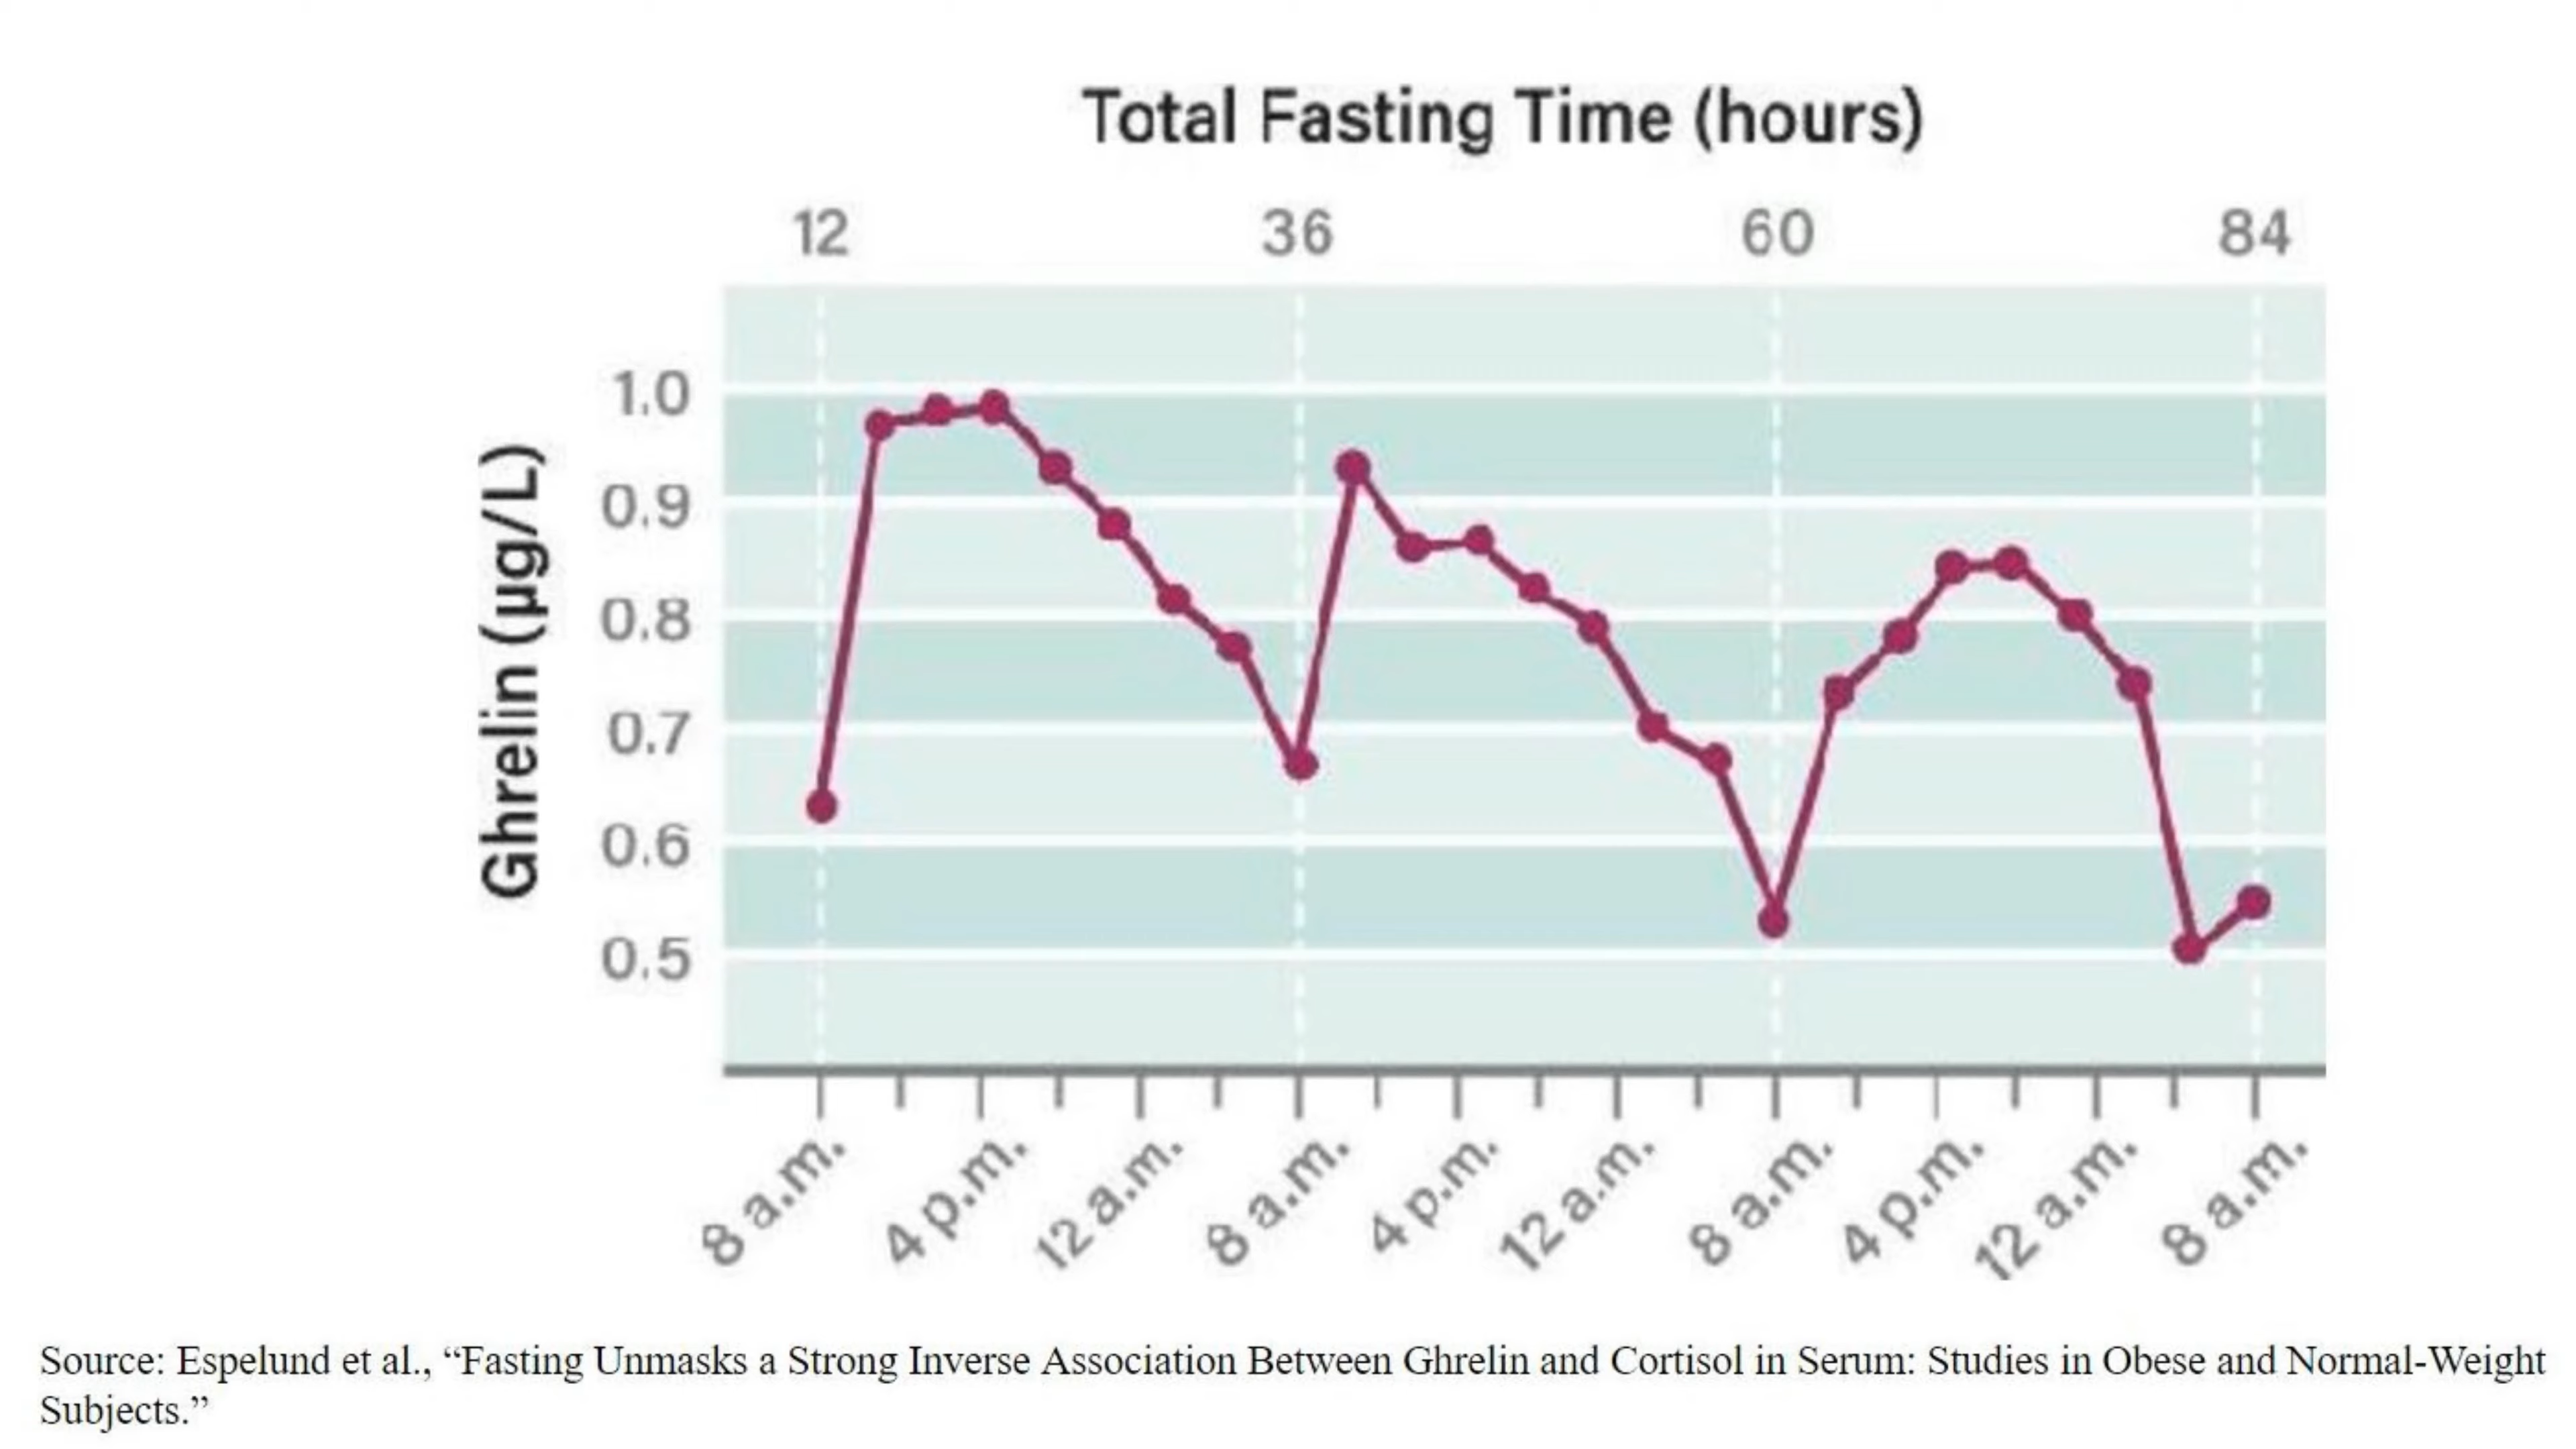 Total Fasting Time (hours)
12 36 60 84
Ghrelin (µg/L)
1.0
0.9
0.8
0.7
0.6
0.5
8 a.m. 4 p.m. 12 a.m. 8 a.m. 4 p.m. 12 a.m. 8 a.m. 4 p.m. 12 a.m. 8 a.m.
Source: Espelund et al., “Fasting Unmasks a Strong Inverse Association Between Ghrelin and Cortisol in Serum: Studies in Obese and Normal-Weight
Subjects.”